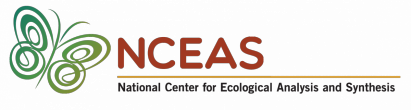 NCEAS
National Center for Ecological Analysis and Synthesis